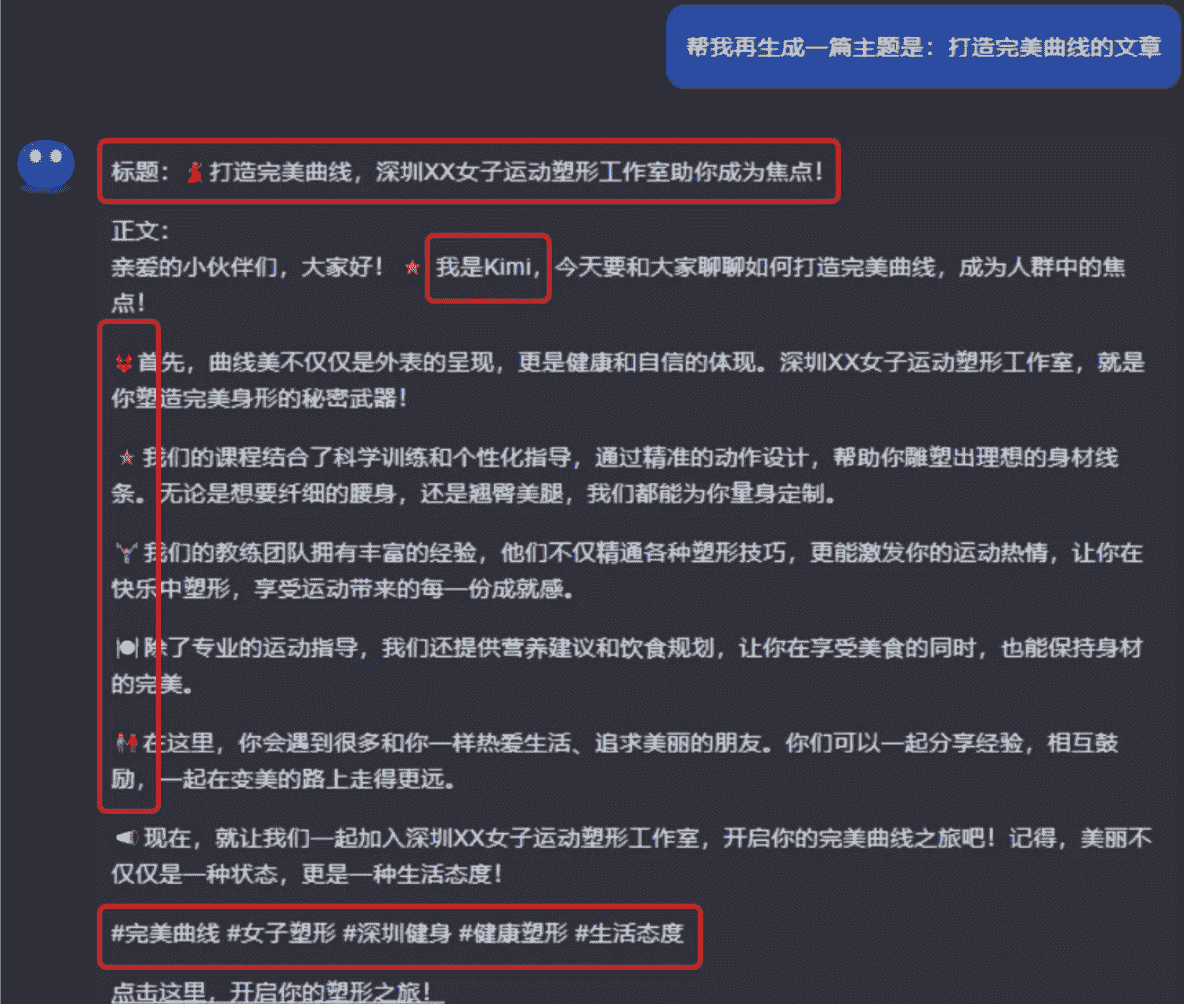 帮我再生成一篇主题是：打造完美曲线的文章
标题：💃打造完美曲线，深圳XX女子运动塑形工作室助你成为焦点！
正文：
亲爱的小伙伴们，大家好！🌟 我是Kimi，今天要和大家聊聊如何打造完美曲线，成为人群中的焦
点！
首先，曲线美不仅仅是外表的呈现，更是健康和自信的体现。深圳XX女子运动塑形工作室，就是
你塑造完美身形的秘密武器！
🌟 我们的课程结合了科学训练和个性化指导，通过精准的动作设计，帮助你雕塑出理想的身材线
条。无论是想要纤细的腰身，还是翘臀美腿，我们都能为你量身定制。
我们的教练团队拥有丰富的经验，他们不仅精通各种塑形技巧，更能激发你的运动热情，让你在
快乐中塑形，享受运动带来的每一份成就感。
🍽除了专业的运动指导，我们还提供营养建议和饮食规划，让你在享受美食的同时，也能保持身材
的完美。
👭在这里，你会遇到很多和你一样热爱生活、追求美丽的朋友。你们可以一起分享经验，相互鼓
励，一起在变美的路上走得更远。
📢现在，就让我们一起加入深圳XX女子运动塑形工作室，开启你的完美曲线之旅吧！记得，美丽不
仅仅是一种状态，更是一种生活态度！
#完美曲线 #女子塑形 #深圳健身 #健康塑形 #生活态度
点击这里，开启你的塑形之旅！